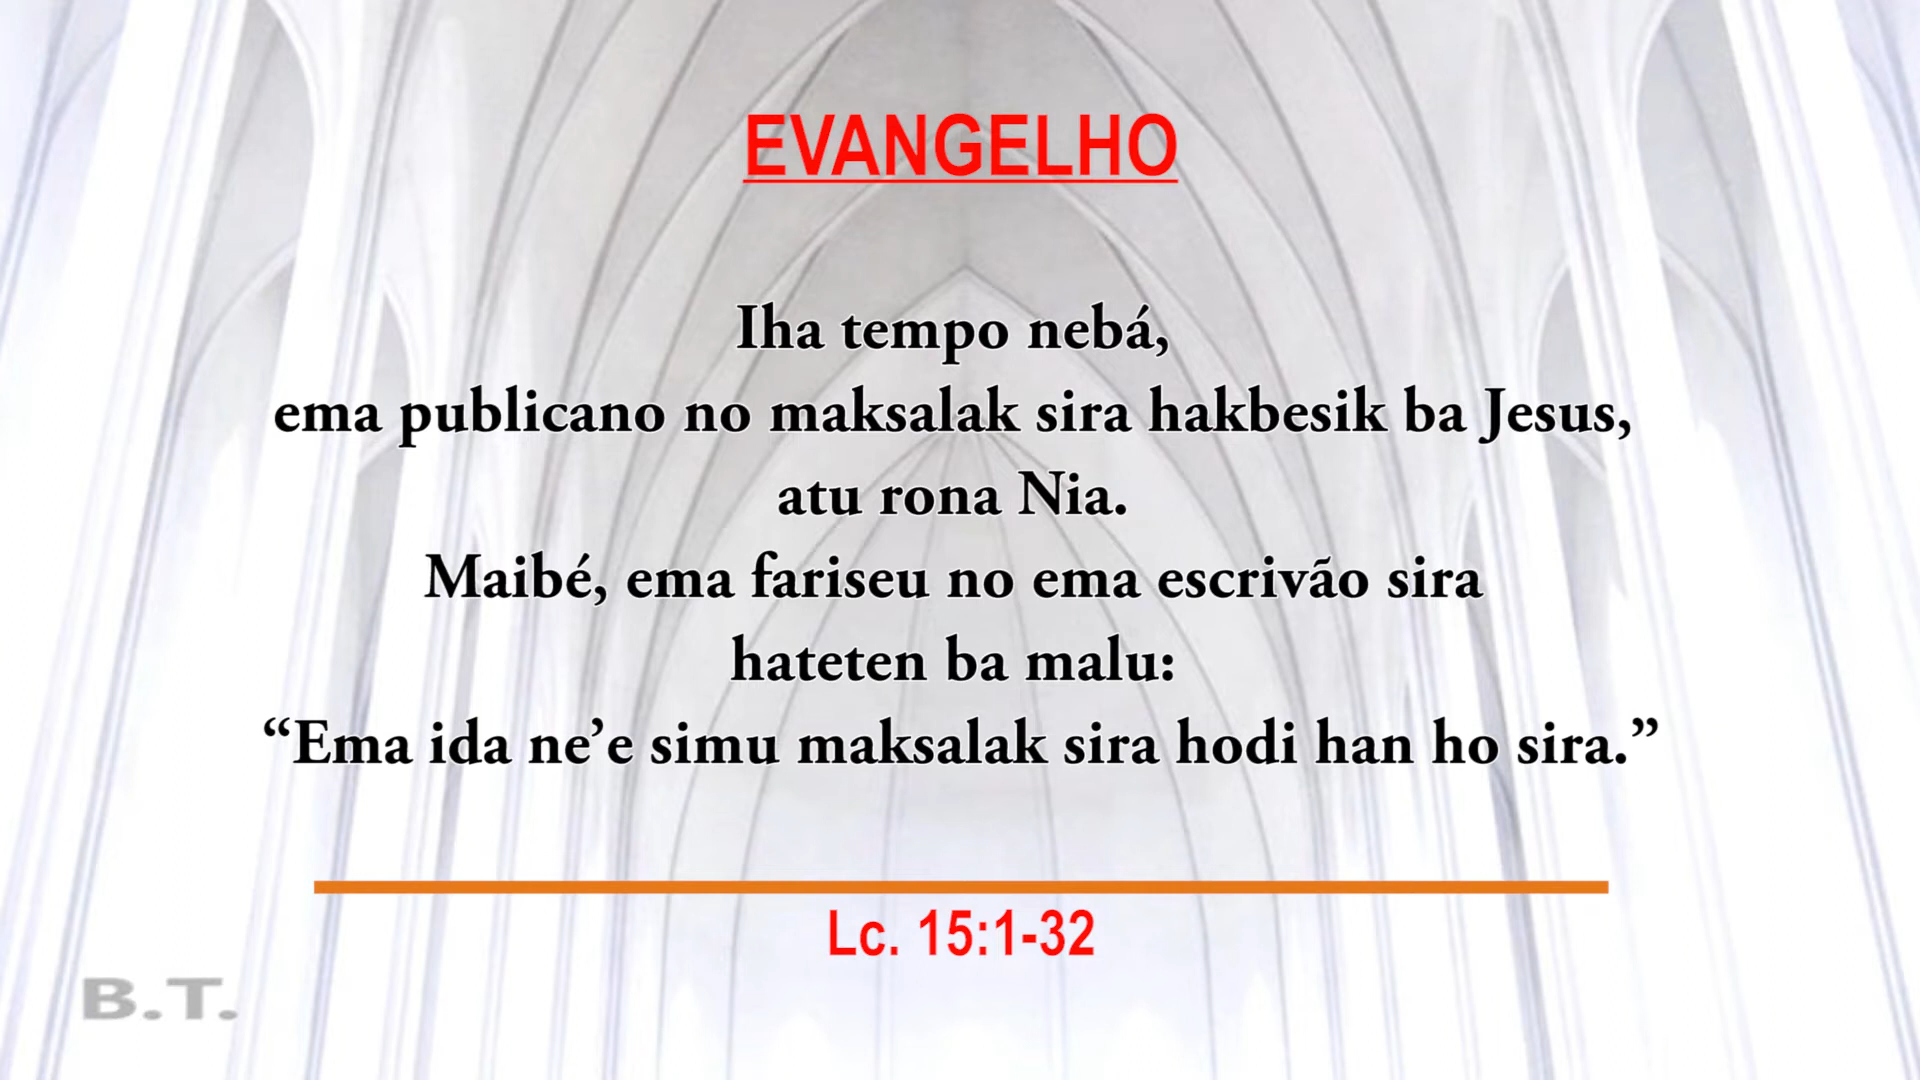 EVANGELHO
Iha tempo nebá,
ema publicano no maksalak sira hakbesik ba Jesus,
atu rona Nia.
Maibé, ema fariseu no ema escrivão sira
hateten ba malu:
“Ema ida ne’e simu maksalak sira hodi han ho sira.”
Lc. 15:1-32
B.T.